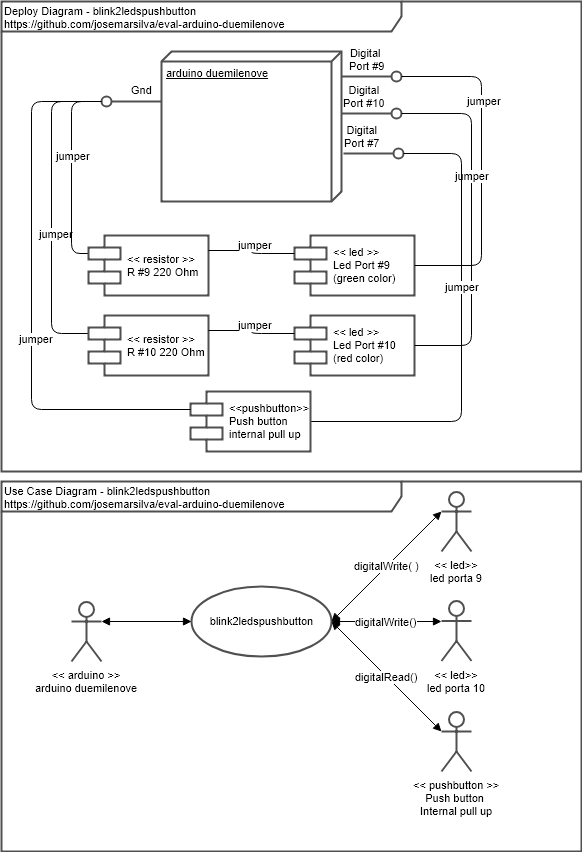 Deploy Diagram - blink2ledspushbutton
https://github.com/josemarsilva/eval-arduino-duemilenove
Digital
Port #9
arduino duemilenove
Gnd
Digital
Port #10
jumper
Digital
Port #7
jumper
jumper
jumper
jumper
<< resistor >>
R #9 220 Ohm
<< led >>
Led Port #9
(green color)
jumper
jumper
jumper
<< resistor >>
R #10 220 Ohm
<< led >>
Led Port #10
(red color)
<<pushbutton>>
Push button
internal pull up
Use Case Diagram - blink2ledspushbutton
https://github.com/josemarsilva/eval-arduino-duemilenove
digitalWrite( )
<< led>>
led porta 9
blink2ledspushbutton
digitalWrite()
<< arduino >>
arduino duemilenove
digitalRead()
<< led>>
led porta 10
<< pushbutton >>
Push button
Internal pull up